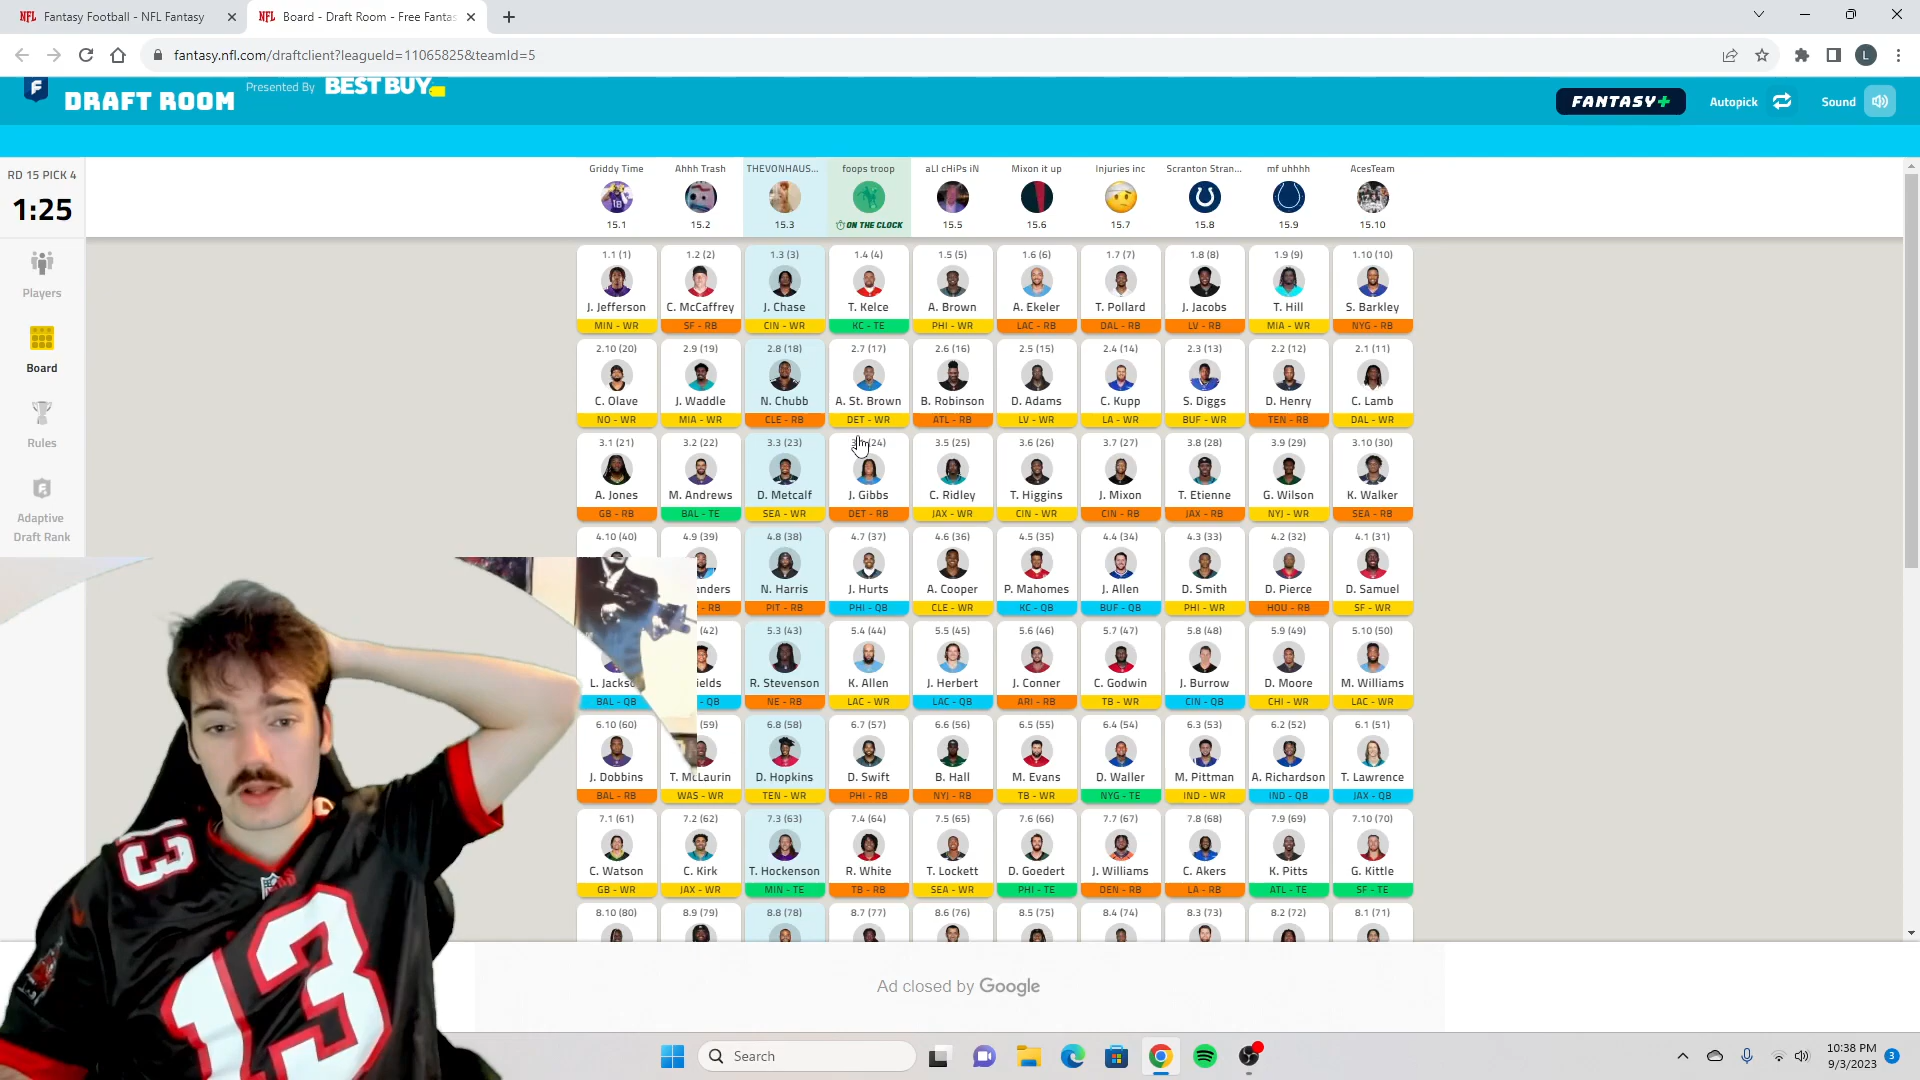 Fantasy Football - NFL Fantasy
Board - Draft Room - Free Fantas
fantasy.nfl.com/draftclient?leagueId=11065825&teamId=5
L
DRAFT ROOM
Presented By BEST BUY
FANTASY+
Autopick
Sound
RD 15 PICK 4
1:25
Players
Board
Rules
Adaptive
Draft Rank
Griddy Time Ahhh Trash THEVONHAUS... foops troop aLl cHiPs iN Mixon it up Injuries inc Scranton Stran... mf uhhhh AcesTeam
15.1 15.2 15.3 ON THE CLOCK 15.5 15.6 15.7 15.8 15.9 15.10
1.1 (1) 1.2 (2) 1.3 (3) 1.4 (4) 1.5 (5) 1.6 (6) 1.7 (7) 1.8 (8) 1.9 (9) 1.10 (10)
J. Jefferson C. McCaffrey J. Chase T. Kelce A. Brown A. Ekeler T. Pollard J. Jacobs T. Hill S. Barkley
MIN - WR SF - RB CIN - WR KC - TE PHI - WR LAC - RB DAL - RB LV - RB MIA - WR NYG - RB
2.10 (20) 2.9 (19) 2.8 (18) 2.7 (17) 2.6 (16) 2.5 (15) 2.4 (14) 2.3 (13) 2.2 (12) 2.1 (11)
C. Olave J. Waddle N. Chubb A. St. Brown B. Robinson D. Adams C. Kupp S. Diggs D. Henry C. Lamb
NO - WR MIA - WR CLE - RB DET - WR ATL - RB LV - WR LA - WR BUF - WR TEN - RB DAL - WR
3.1 (21) 3.2 (22) 3.3 (23) (24) 3.5 (25) 3.6 (26) 3.7 (27) 3.8 (28) 3.9 (29) 3.10 (30)
A. Jones M. Andrews D. Metcalf J. Gibbs C. Ridley T. Higgins J. Mixon T. Etienne G. Wilson K. Walker
GB - RB BAL - TE SEA - WR DET - RB JAX - WR CIN - WR CIN - RB JAX - RB NYJ - WR SEA - RB
4.10 (40) 4.9 (39) 4.8 (38) 4.7 (37) 4.6 (36) 4.5 (35) 4.4 (34) 4.3 (33) 4.2 (32) 4.1 (31)
anders N. Harris J. Hurts A. Cooper P. Mahomes J. Allen D. Smith D. Pierce D. Samuel
- RB PIT - RB PHI - QB CLE - WR KC - QB BUF - QB PHI - WR HOU - RB SF - WR
(42) 5.3 (43) 5.4 (44) 5.5 (45) 5.6 (46) 5.7 (47) 5.8 (48) 5.9 (49) 5.10 (50)
L. Jacks ields R. Stevenson K. Allen J. Herbert J. Conner C. Godwin J. Burrow D. Moore M. Williams
BAL - QB - QB NE - RB LAC - WR LAC - QB ARI - RB TB - WR CIN - QB CHI - WR LAC - WR
6.10 (60) (59) 6.8 (58) 6.7 (57) 6.6 (56) 6.5 (55) 6.4 (54) 6.3 (53) 6.2 (52) 6.1 (51)
J. Dobbins T. McLaurin D. Hopkins D. Swift B. Hall M. Evans D. Waller M. Pittman A. Richardson T. Lawrence
BAL - RB WAS - WR TEN - WR PHI - RB NYJ - RB TB - WR NYG - TE IND - WR IND - QB JAX - QB
7.1 (61) 7.2 (62) 7.3 (63) 7.4 (64) 7.5 (65) 7.6 (66) 7.7 (67) 7.8 (68) 7.9 (69) 7.10 (70)
C. Watson C. Kirk T. Hockenson R. White T. Lockett D. Goedert J. Williams C. Akers K. Pitts G. Kittle
GB - WR JAX - WR MIN - TE TB - RB SEA - WR PHI - TE DEN - RB LA - RB ATL - TE SF - TE
8.10 (80) 8.9 (79) 8.8 (78) 8.7 (77) 8.6 (76) 8.5 (75) 8.4 (74) 8.3 (73) 8.2 (72) 8.1 (71)
13
13
Ad closed by Google
Search
10:38 PM
9/3/2023
3